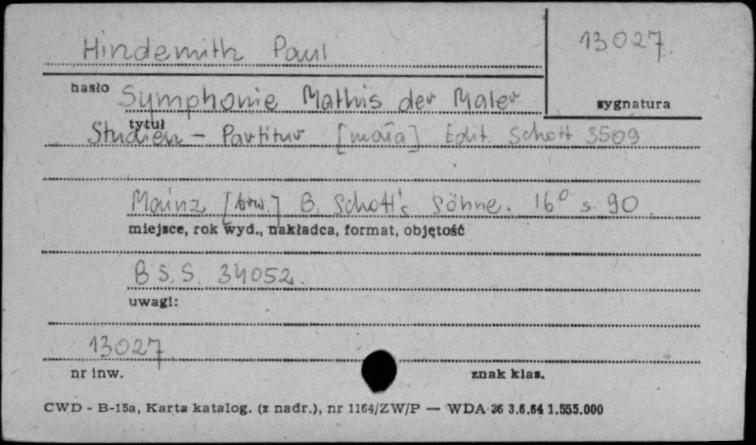 Hindemith Paul
13027
hasło
Symphonie Mathis der Maler
sygnatura
tytuł
Studien - Partitur [mała] Edit. Schott 3509
Mainz [brw.] B. Schott's Söhne. 16° s. 90
miejsce, rok wyd., nakładca, format, objętość
B.S.S. 34052.
uwagi:
13027
nr inw.
znak klas.
CWD - B-15a, Karta katalog. (z nadr.), nr 1164/ZW/P — WDA 36 3.6.64 1.555.000